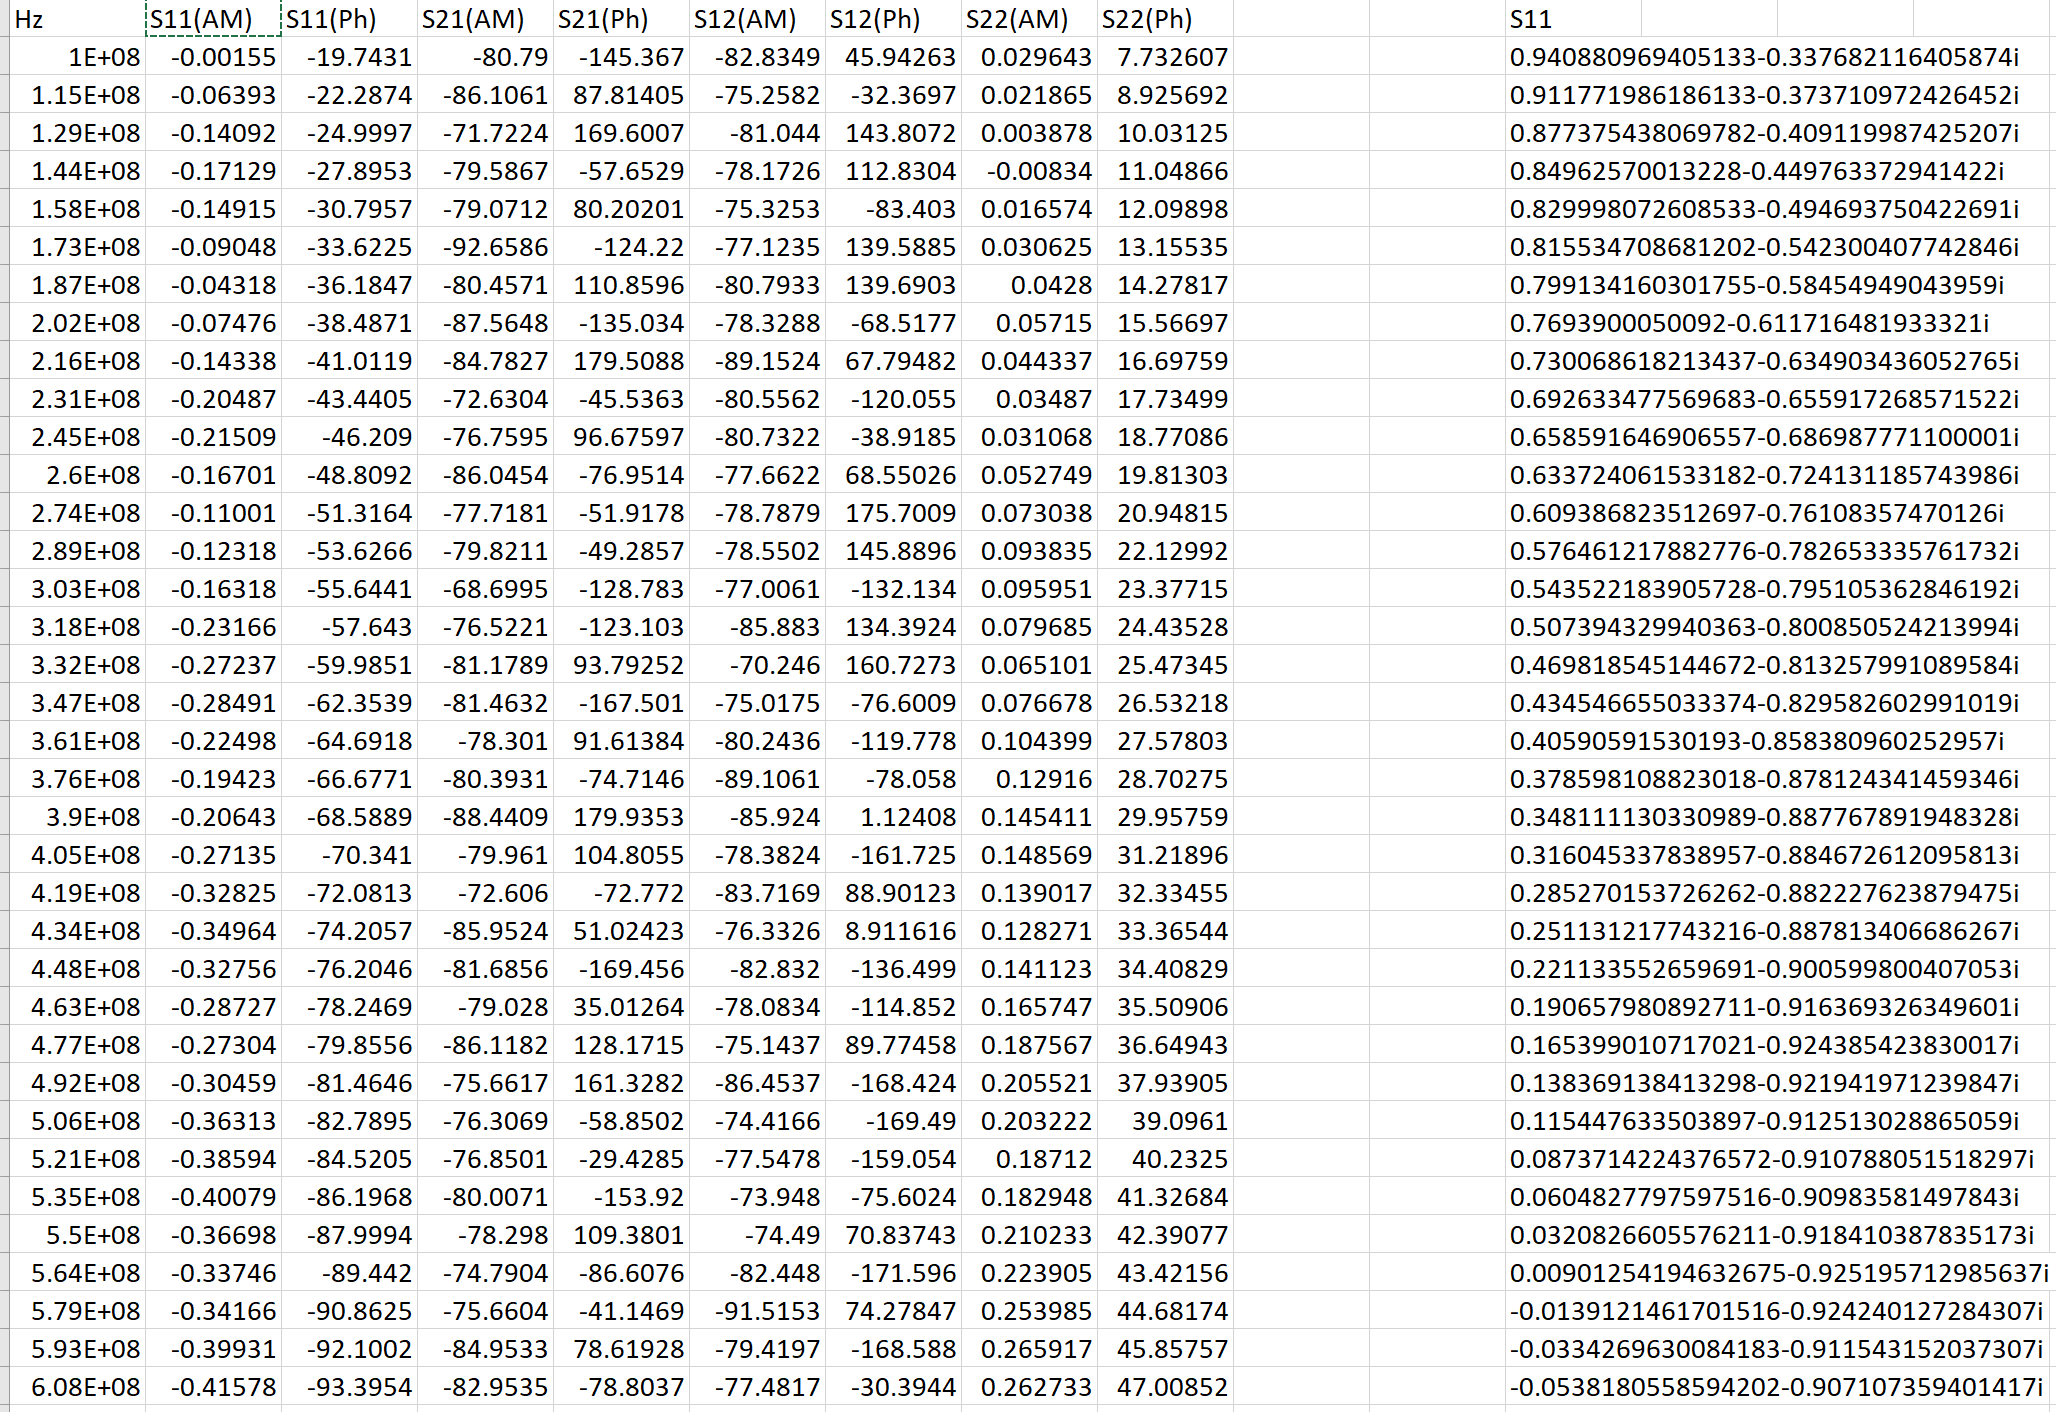 Hz S11(AM) S11(Ph) S21(AM) S21(Ph) S12(AM) S12(Ph) S22(AM) S22(Ph) S11
1E+08 -0.00155 -19.7431 -80.79 -145.367 -82.8349 45.94263 0.029643 7.732607 0.940880969405133-0.337682116405874i
1.15E+08 -0.06393 -22.2874 -86.1061 87.81405 -75.2582 -32.3697 0.021865 8.925692 0.911771986186133-0.373710972426452i
1.29E+08 -0.14092 -24.9997 -71.7224 169.6007 -81.044 143.8072 0.003878 10.03125 0.877375438069782-0.409119987425207i
1.44E+08 -0.17129 -27.8953 -79.5867 -57.6529 -78.1726 112.8304 -0.00834 11.04866 0.84962570013228-0.449763372941422i
1.58E+08 -0.14915 -30.7957 -79.0712 80.20201 -75.3253 -83.403 0.016574 12.09898 0.829998072608533-0.494693750422691i
1.73E+08 -0.09048 -33.6225 -92.6586 -124.22 -77.1235 139.5885 0.030625 13.15535 0.815534708681202-0.542300407742846i
1.87E+08 -0.04318 -36.1847 -80.4571 110.8596 -80.7933 139.6903 0.0428 14.27817 0.799134160301755-0.58454949043959i
2.02E+08 -0.07476 -38.4871 -87.5648 -135.034 -78.3288 -68.5177 0.05715 15.56697 0.7693900050092-0.611716481933321i
2.16E+08 -0.14338 -41.0119 -84.7827 179.5088 -89.1524 67.79482 0.044337 16.69759 0.730068618213437-0.634903436052765i
2.31E+08 -0.20487 -43.4405 -72.6304 -45.5363 -80.5562 -120.055 0.03487 17.73499 0.692633477569683-0.655917268571522i
2.45E+08 -0.21509 -46.209 -76.7595 96.67597 -80.7322 -38.9185 0.031068 18.77086 0.658591646906557-0.686987771100001i
2.6E+08 -0.16701 -48.8092 -86.0454 -76.9514 -77.6622 68.55026 0.052749 19.81303 0.633724061533182-0.724131185743986i
2.74E+08 -0.11001 -51.3164 -77.7181 -51.9178 -78.7879 175.7009 0.073038 20.94815 0.609386823512697-0.76108357470126i
2.89E+08 -0.12318 -53.6266 -79.8211 -49.2857 -78.5502 145.8896 0.093835 22.12992 0.576461217882776-0.782653335761732i
3.03E+08 -0.16318 -55.6441 -68.6995 -128.783 -77.0061 -132.134 0.095951 23.37715 0.543522183905728-0.795105362846192i
3.18E+08 -0.23166 -57.643 -76.5221 -123.103 -85.883 134.3924 0.079685 24.43528 0.507394329940363-0.800850524213994i
3.32E+08 -0.27237 -59.9851 -81.1789 93.79252 -70.246 160.7273 0.065101 25.47345 0.469818545144672-0.813257991089584i
3.47E+08 -0.28491 -62.3539 -81.4632 -167.501 -75.0175 -76.6009 0.076678 26.53218 0.434546655033374-0.829582602991019i
3.61E+08 -0.22498 -64.6918 -78.301 91.61384 -80.2436 -119.778 0.104399 27.57803 0.40590591530193-0.858380960252957i
3.76E+08 -0.19423 -66.6771 -80.3931 -74.7146 -89.1061 -78.058 0.12916 28.70275 0.378598108823018-0.878124341459346i
3.9E+08 -0.20643 -68.5889 -88.4409 179.9353 -85.924 1.12408 0.145411 29.95759 0.348111130330989-0.887767891948328i
4.05E+08 -0.27135 -70.341 -79.961 104.8055 -78.3824 -161.725 0.148569 31.21896 0.316045337838957-0.884672612095813i
4.19E+08 -0.32825 -72.0813 -72.606 -72.772 -83.7169 88.90123 0.139017 32.33455 0.285270153726262-0.882227623879475i
4.34E+08 -0.34964 -74.2057 -85.9524 51.02423 -76.3326 8.911616 0.128271 33.36544 0.251131217743216-0.887813406686267i
4.48E+08 -0.32756 -76.2046 -81.6856 -169.456 -82.832 -136.499 0.141123 34.40829 0.221133552659691-0.900599800407053i
4.63E+08 -0.28727 -78.2469 -79.028 35.01264 -78.0834 -114.852 0.165747 35.50906 0.190657980892711-0.916369326349601i
4.77E+08 -0.27304 -79.8556 -86.1182 128.1715 -75.1437 89.77458 0.187567 36.64943 0.165399010717021-0.924385423830017i
4.92E+08 -0.30459 -81.4646 -75.6617 161.3282 -86.4537 -168.424 0.205521 37.93905 0.138369138413298-0.921941971239847i
5.06E+08 -0.36313 -82.7895 -76.3069 -58.8502 -74.4166 -169.49 0.203222 39.0961 0.115447633503897-0.912513028865059i
5.21E+08 -0.38594 -84.5205 -76.8501 -29.4285 -77.5478 -159.054 0.18712 40.2325 0.0873714224376572-0.910788051518297i
5.35E+08 -0.40079 -86.1968 -80.0071 -153.92 -73.948 -75.6024 0.182948 41.32684 0.0604827797597516-0.90983581497843i
5.5E+08 -0.36698 -87.9994 -78.298 109.3801 -74.49 70.83743 0.210233 42.39077 0.0320826605576211-0.918410387835173i
5.64E+08 -0.33746 -89.442 -74.7904 -86.6076 -82.448 -171.596 0.223905 43.42156 0.00901254194632675-0.925195712985637i
5.79E+08 -0.34166 -90.8625 -75.6604 -41.1469 -91.5153 74.27847 0.253985 44.68174 -0.0139121461701516-0.924240127284307i
5.93E+08 -0.39931 -92.1002 -84.9533 78.61928 -79.4197 -168.588 0.265917 45.85757 -0.0334269630084183-0.911543152037307i
6.08E+08 -0.41578 -93.3954 -82.9535 -78.8037 -77.4817 -30.3944 0.262733 47.00852 -0.0538180558594202-0.907107359401417i